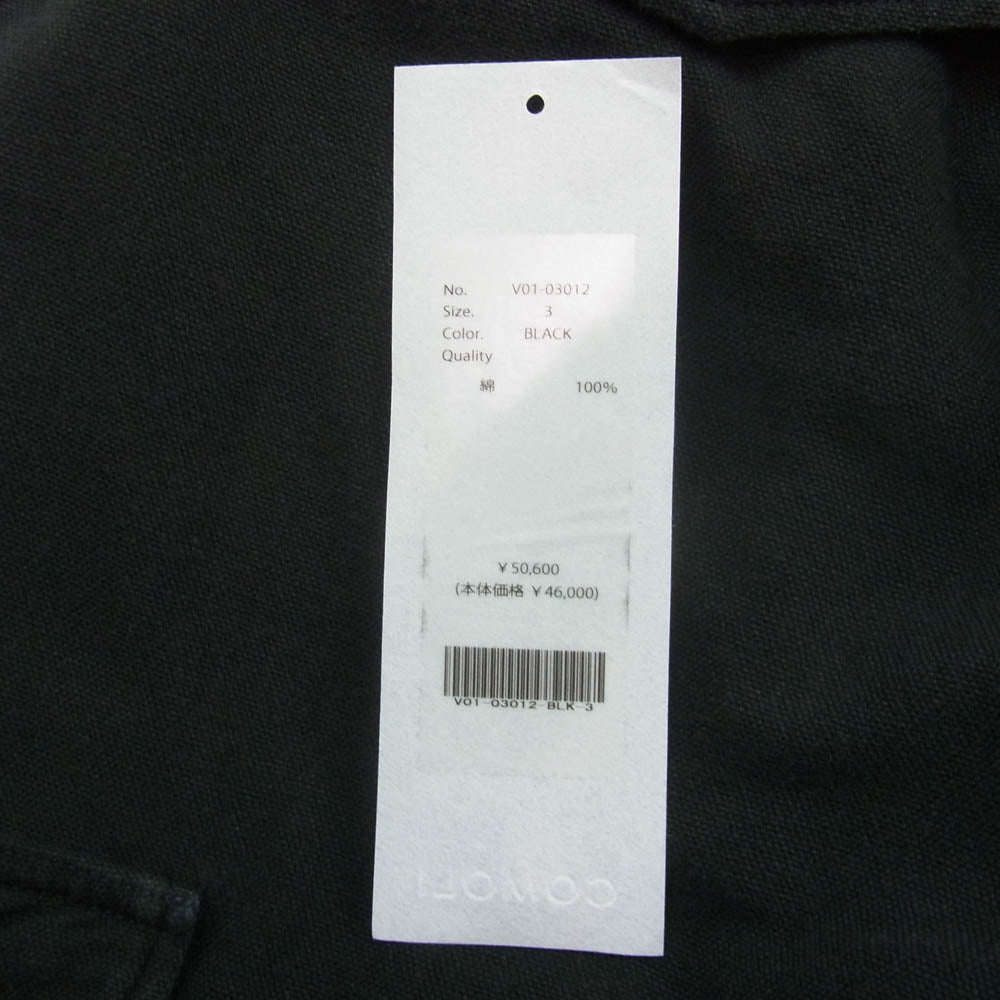 No. V01-03012
Size. 3
Color. BLACK
Quality
綿 100%
¥50,600
(本体価格 ¥46,000)
V01-03012-BLK-3
COMOLI